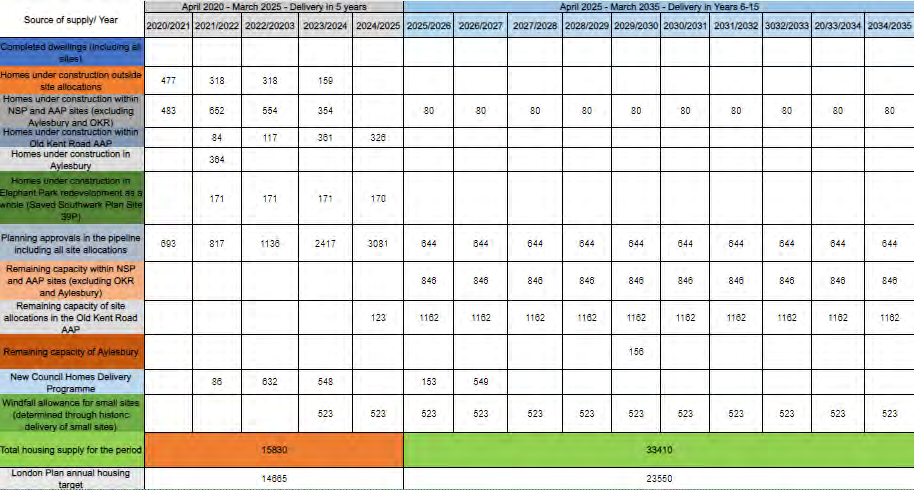 Source of supply/ Year
April 2020 - March 2025 - Delivery in 5 years
April 2025 - March 2035 - Delivery in Years 6-15
2020/2021 2021/2022 2022/20203 2023/2024 2024/2025 2025/2026 2026/2027 2027/2028 2028/2029 2029/2030 2030/2031 2031/2032 3032/2033 20/33/2034 2034/2035
Completed dwellings (including all
sites)
Homes under construction outside
site allocations
477 318 318 159
Homes under construction within
NSP and AAP sites (excluding
Aylesbury and OKR)
483 652 554 354 80 80 80 80 80 80 80 80 80 80
Homes under construction within
Old Kent Road AAP
84 117 361 326
Homes under construction in
Aylesbury
364
Homes under construction in
Elephant Park redevelopment as a
whole (Saved Southwark Plan Site
39P)
171 171 171 170
Planning approvals in the pipeline
including all site allocations
693 817 1136 2417 3081 644 644 644 644 644 644 644 644 644 644
Remaining capacity within NSP
and AAP sites (excluding OKR
and Aylesbury)
846 846 846 846 846 846 846 846 846 846
Remaining capacity of site
allocations in the Old Kent Road
AAP
123 1162 1162 1162 1162 1162 1162 1162 1162 1162 1162
Remaining capacity of Aylesbury
156
New Council Homes Delivery
Programme
86 632 548 153 549
Windfall allowance for small sites
(determined through historic
delivery of small sites)
523 523 523 523 523 523 523 523 523 523 523 523
Total housing supply for the period
15830 33410
London Plan annual housing
target
14665 23550